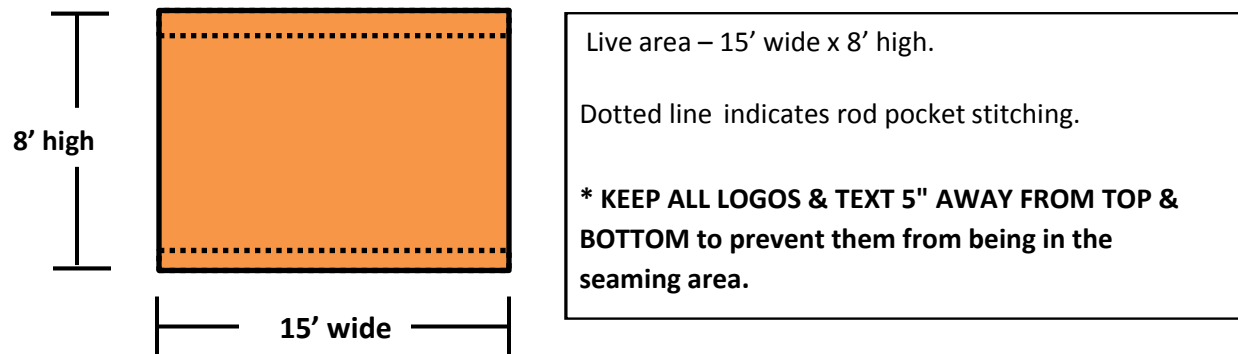 8’ high
15’ wide
Live area – 15’ wide x 8’ high.
Dotted line indicates rod pocket stitching.
* KEEP ALL LOGOS & TEXT 5" AWAY FROM TOP &
BOTTOM to prevent them from being in the
seaming area.